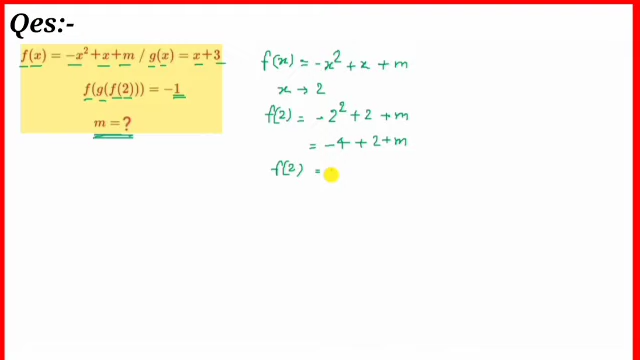 Qes:-
f(x) = −x² + x + m / g(x) = x + 3
f(g(f(2))) = −1
m = ?
f(x) = -x² + x + m
x → 2
f(2) = -2² + 2 + m
= -4 + 2 + m
f(2) =